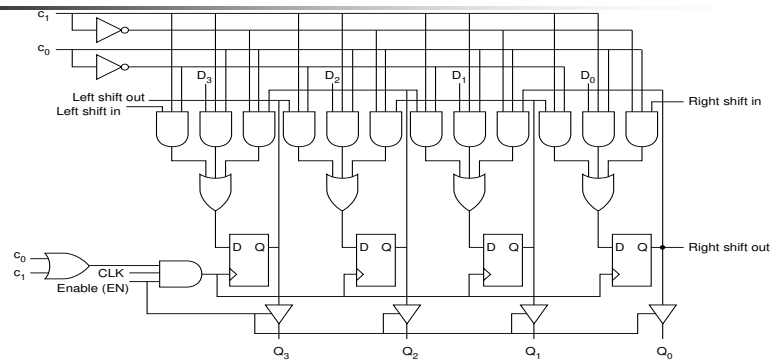 c1
c0
D3 D2 D1 D0
Left shift out
Left shift in
Right shift in
D Q D Q D Q D Q
Right shift out
c0
c1
CLK
Enable (EN)
Q3 Q2 Q1 Q0